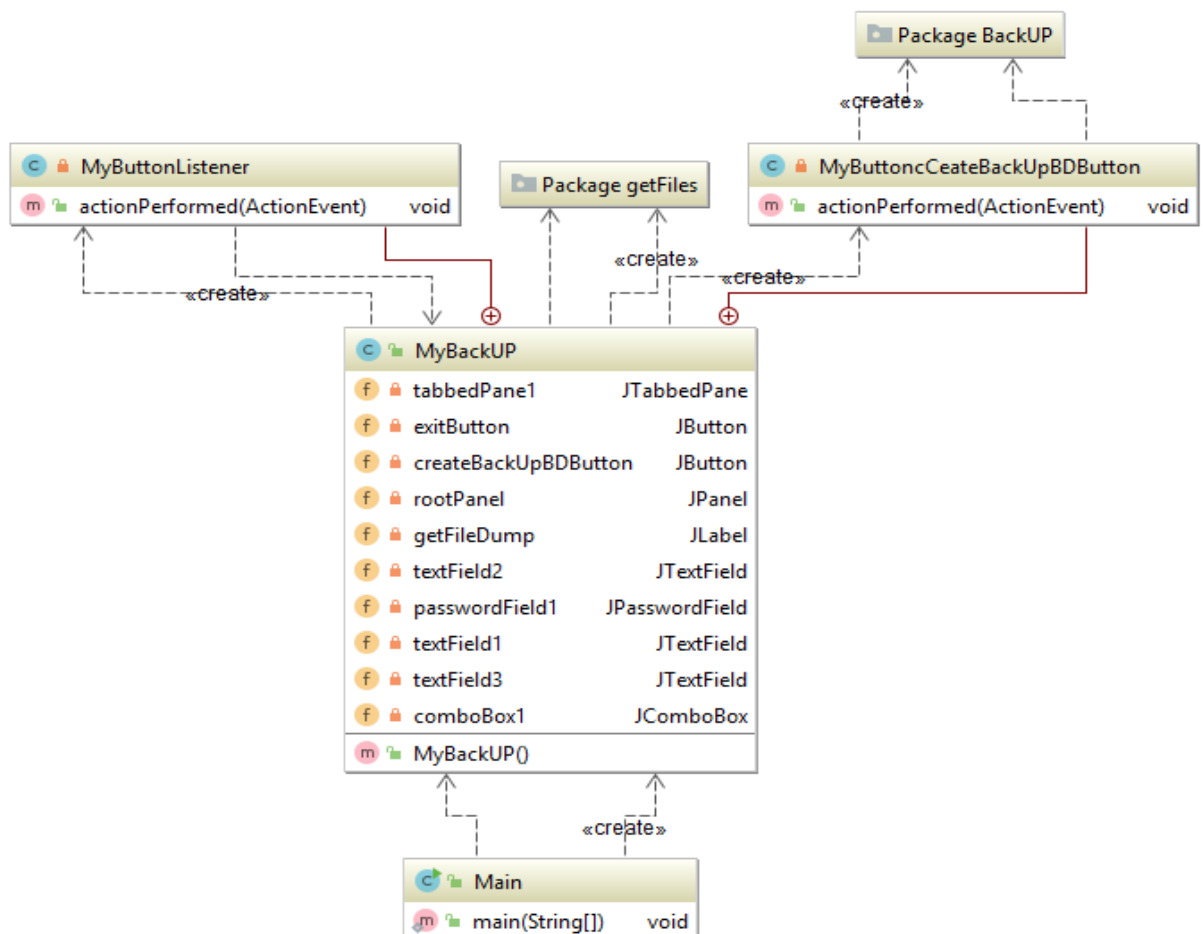 Package BackUP
«create»
MyButtonListener
actionPerformed(ActionEvent) void
Package getFiles
MyButtoncCeateBackUpBDButton
actionPerformed(ActionEvent) void
«create»
«create»
«create»
MyBackUP
tabbedPane1 JTabbedPane
exitButton JButton
createBackUpBDButton JButton
rootPanel JPanel
getFileDump JLabel
textField2 JTextField
passwordField1 JPasswordField
textField1 JTextField
textField3 JTextField
comboBox1 JComboBox
MyBackUP()
«create»
Main
main(String[]) void